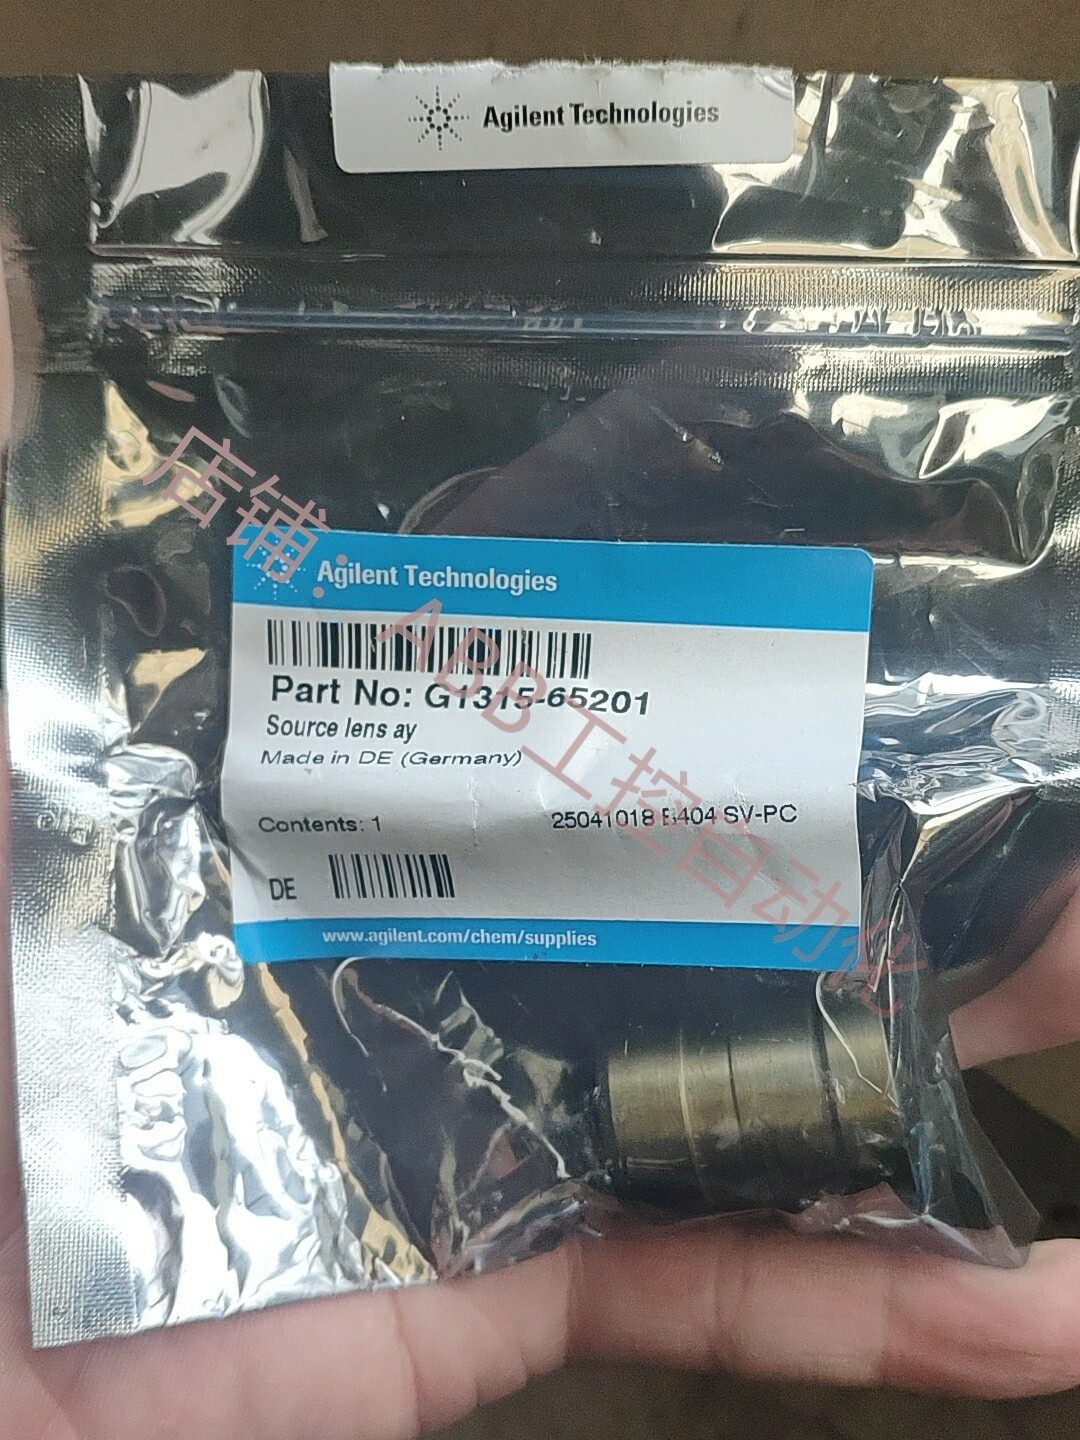 Agilent Technologies
Agilent Technologies
Part No: G1315-65201
Source lens ay
Made in DE (Germany)
Contents: 1
25041018 B404 SV-PC
DE
www.agilent.com/chem/supplies
店铺：ABB工控自动化